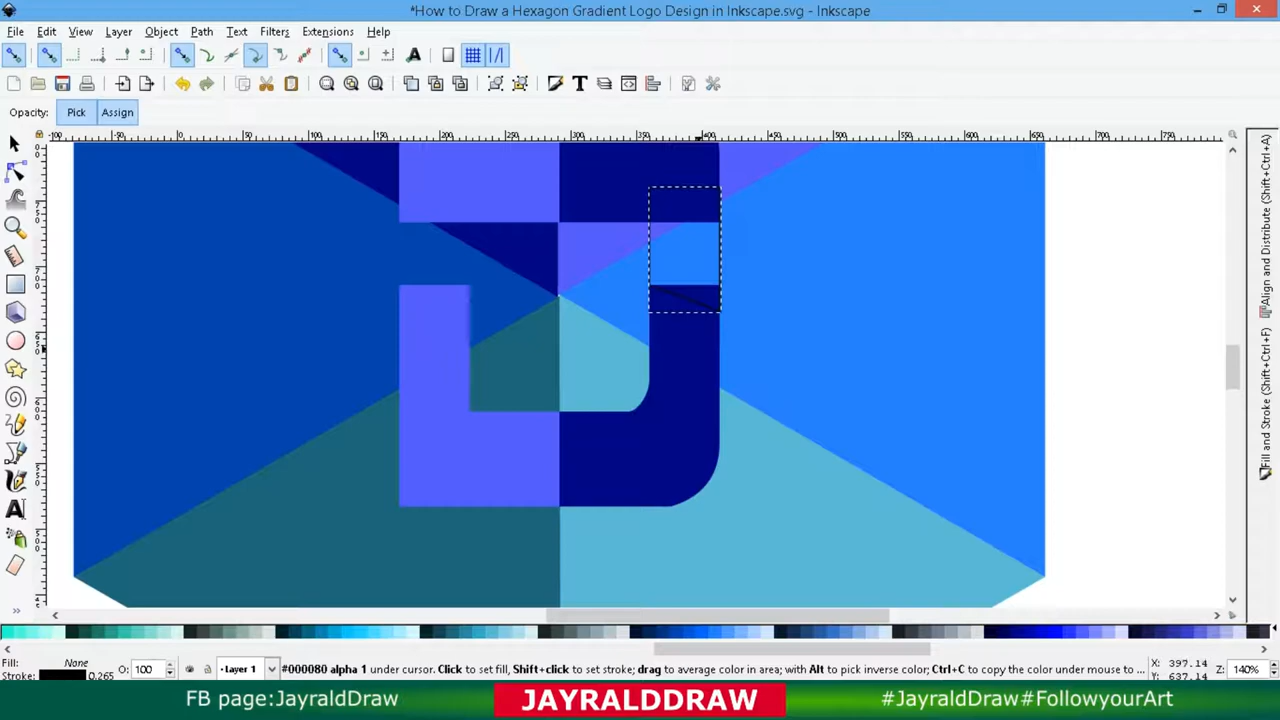 *How to Draw a Hexagon Gradient Logo Design in Inkscape.svg - Inkscape
File Edit View Layer Object Path Text Filters Extensions Help
Opacity: Pick Assign
Fill and Stroke (Shift+Ctrl+F)
Align and Distribute (Shift+Ctrl+A)
Fill: None
Stroke: 0.265
O: 100
Layer 1
#000080 alpha 1 under cursor. Click to set fill, Shift+click to set stroke; drag to average color in area; with Alt to pick inverse color; Ctrl+C to copy the color under mouse to ...
X: 397.14
Y: 637.14
Z: 140%
FB page:JayraldDraw JAYRALDDRAW #JayraldDraw#FollowyourArt